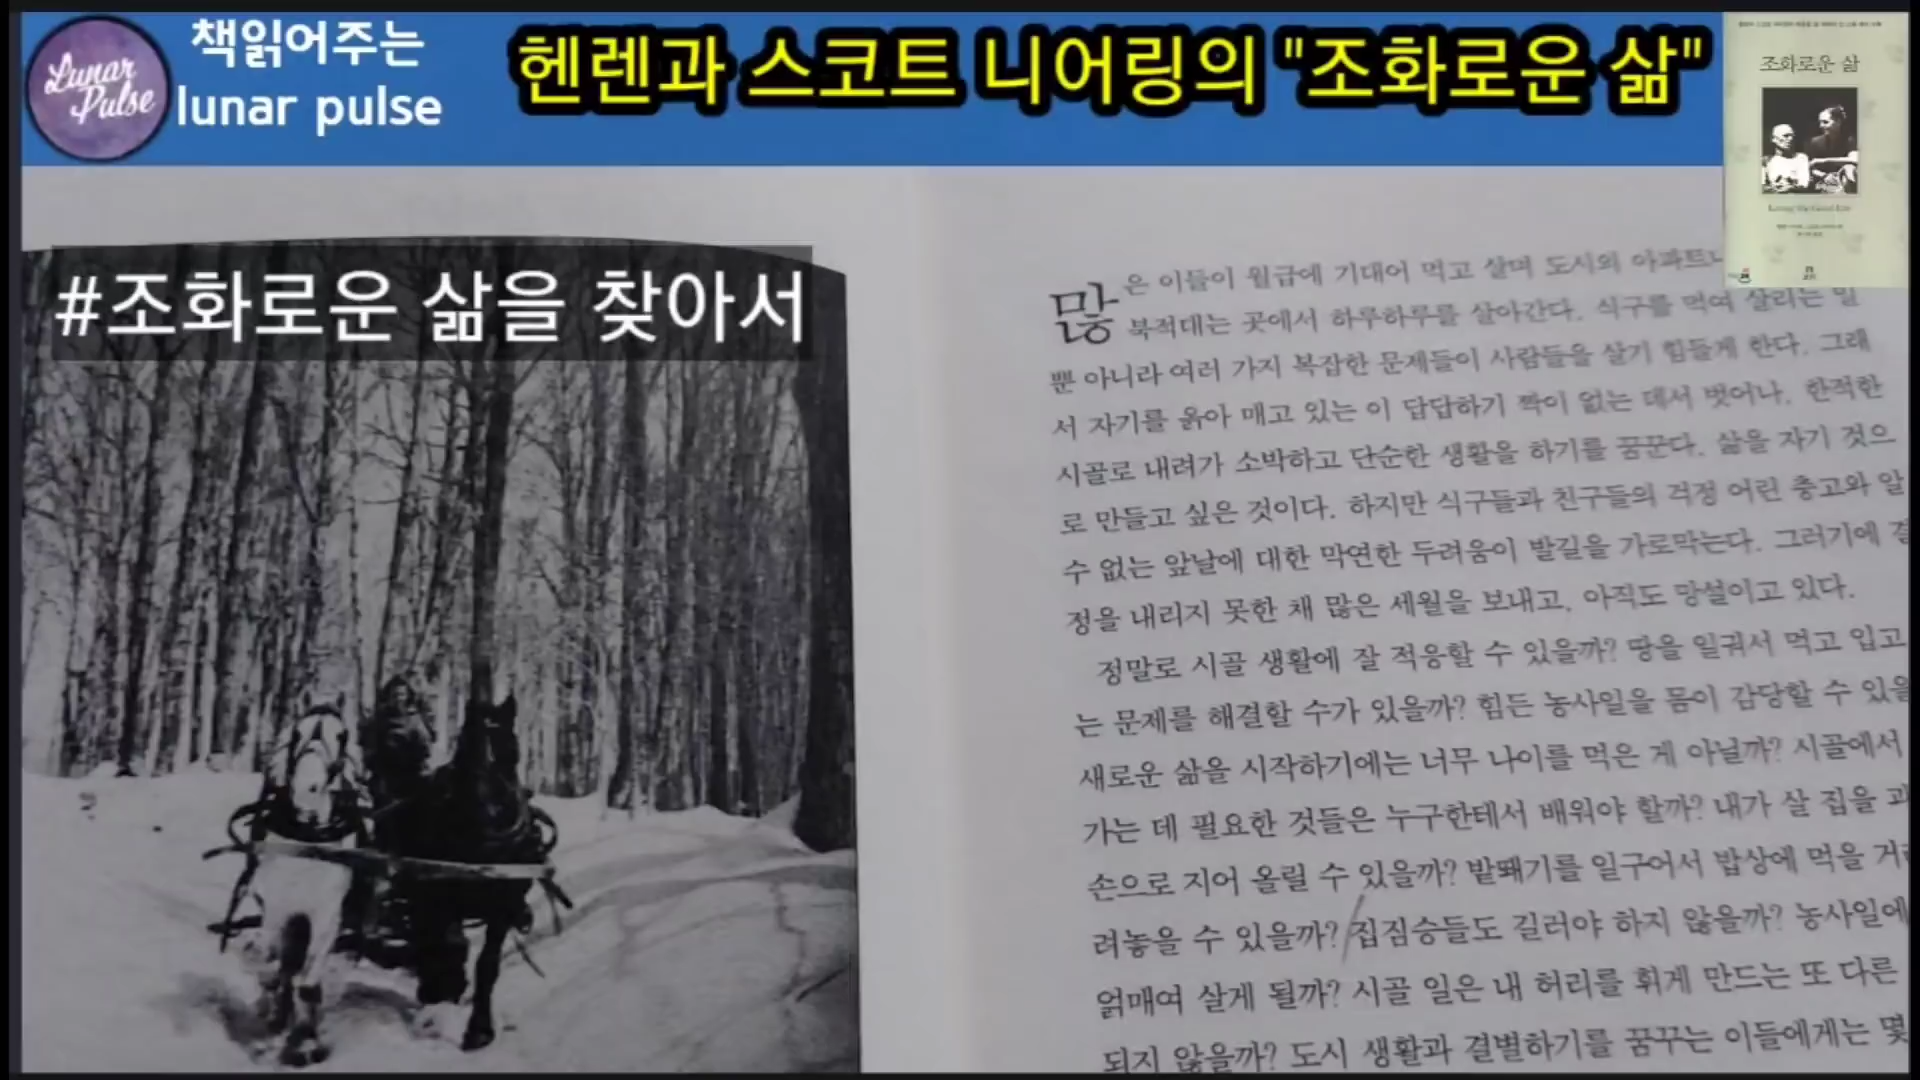 Lunar Pulse
책읽어주는
lunar pulse
헨렌과 스코트 니어링의 "조화로운 삶"
조화로운 삶
#조화로운 삶을 찾아서
많은 이들이 월급에 기대어 먹고 살며 도시의
북적대는 곳에서 하루하루를 살아간다. 식구를 먹여 살리는 일
뿐 아니라 여러 가지 복잡한 문제들이 사람들을 살기 힘들게 한다. 그래
서 자기를 옭아 매고 있는 이 답답하기 짝이 없는 데서 벗어나, 한적한
시골로 내려가 소박하고 단순한 생활을 하기를 꿈꾼다. 삶을 자기 것으
로 만들고 싶은 것이다. 하지만 식구들과 친구들의 걱정 어린 충고와 알
수 없는 앞날에 대한 막연한 두려움이 발길을 가로막는다. 그러기에
정을 내리지 못한 채 많은 세월을 보내고, 아직도 망설이고 있다.
정말로 시골 생활에 잘 적응할 수 있을까? 땅을 일궈서 먹고 입고
는 문제를 해결할 수가 있을까? 힘든 농사일을 몸이 감당할 수 있을
새로운 삶을 시작하기에는 너무 나이를 먹은 게 아닐까? 시골에서
가는 데 필요한 것들은 누구한테서 배워야 할까? 내가 살 집을
손으로 지어 올릴 수 있을까? 밭뙈기를 일구어서 밥상에 먹을
려놓을 수 있을까? 집짐승들도 길러야 하지 않을까? 농사일에
얽매여 살게 될까? 시골 일은 내 허리를 휘게 만드는 또 다른
되지 않을까? 도시 생활과 결별하기를 꿈꾸는 이들에게는 몇